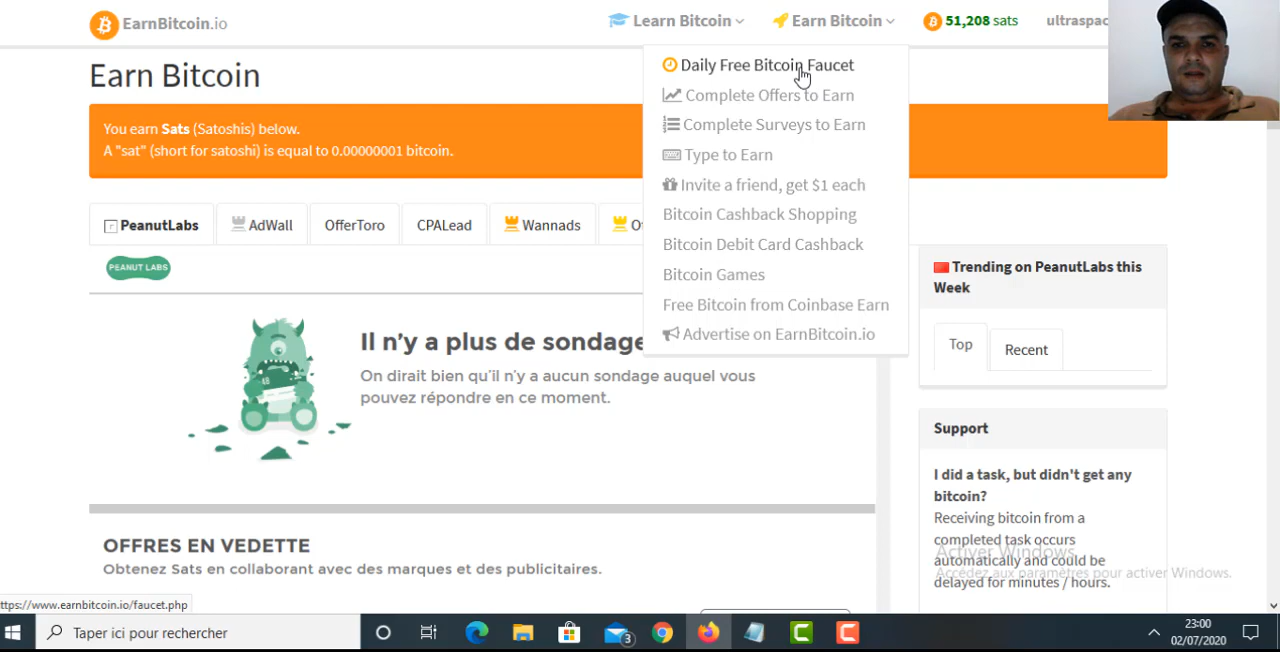 EarnBitcoin.io
Learn Bitcoin
Earn Bitcoin
51,208 sats
ultraspac
Earn Bitcoin
You earn Sats (Satoshis) below.
A "sat" (short for satoshi) is equal to 0.00000001 bitcoin.
Daily Free Bitcoin Faucet
Complete Offers to Earn
Complete Surveys to Earn
Type to Earn
Invite a friend, get $1 each
Bitcoin Cashback Shopping
Bitcoin Debit Card Cashback
Bitcoin Games
Free Bitcoin from Coinbase Earn
Advertise on EarnBitcoin.io
PeanutLabs
AdWall
OfferToro
CPALead
Wannads
PEANUT LABS
Il n'y a plus de sondage
On dirait bien qu'il n'y a aucun sondage auquel vous
pouvez répondre en ce moment.
OFFRES EN VEDETTE
Obtenez Sats en collaborant avec des marques et des publicitaires.
Trending on PeanutLabs this
Week
Top
Recent
Support
I did a task, but didn't get any
bitcoin?
Receiving bitcoin from a
completed task occurs
automatically and could be
delayed for minutes / hours.
Activer Windows
Accédez aux paramètres pour activer Windows.
ttps://www.earnbitcoin.io/faucet.php
Taper ici pour rechercher
3
23:00
02/07/2020